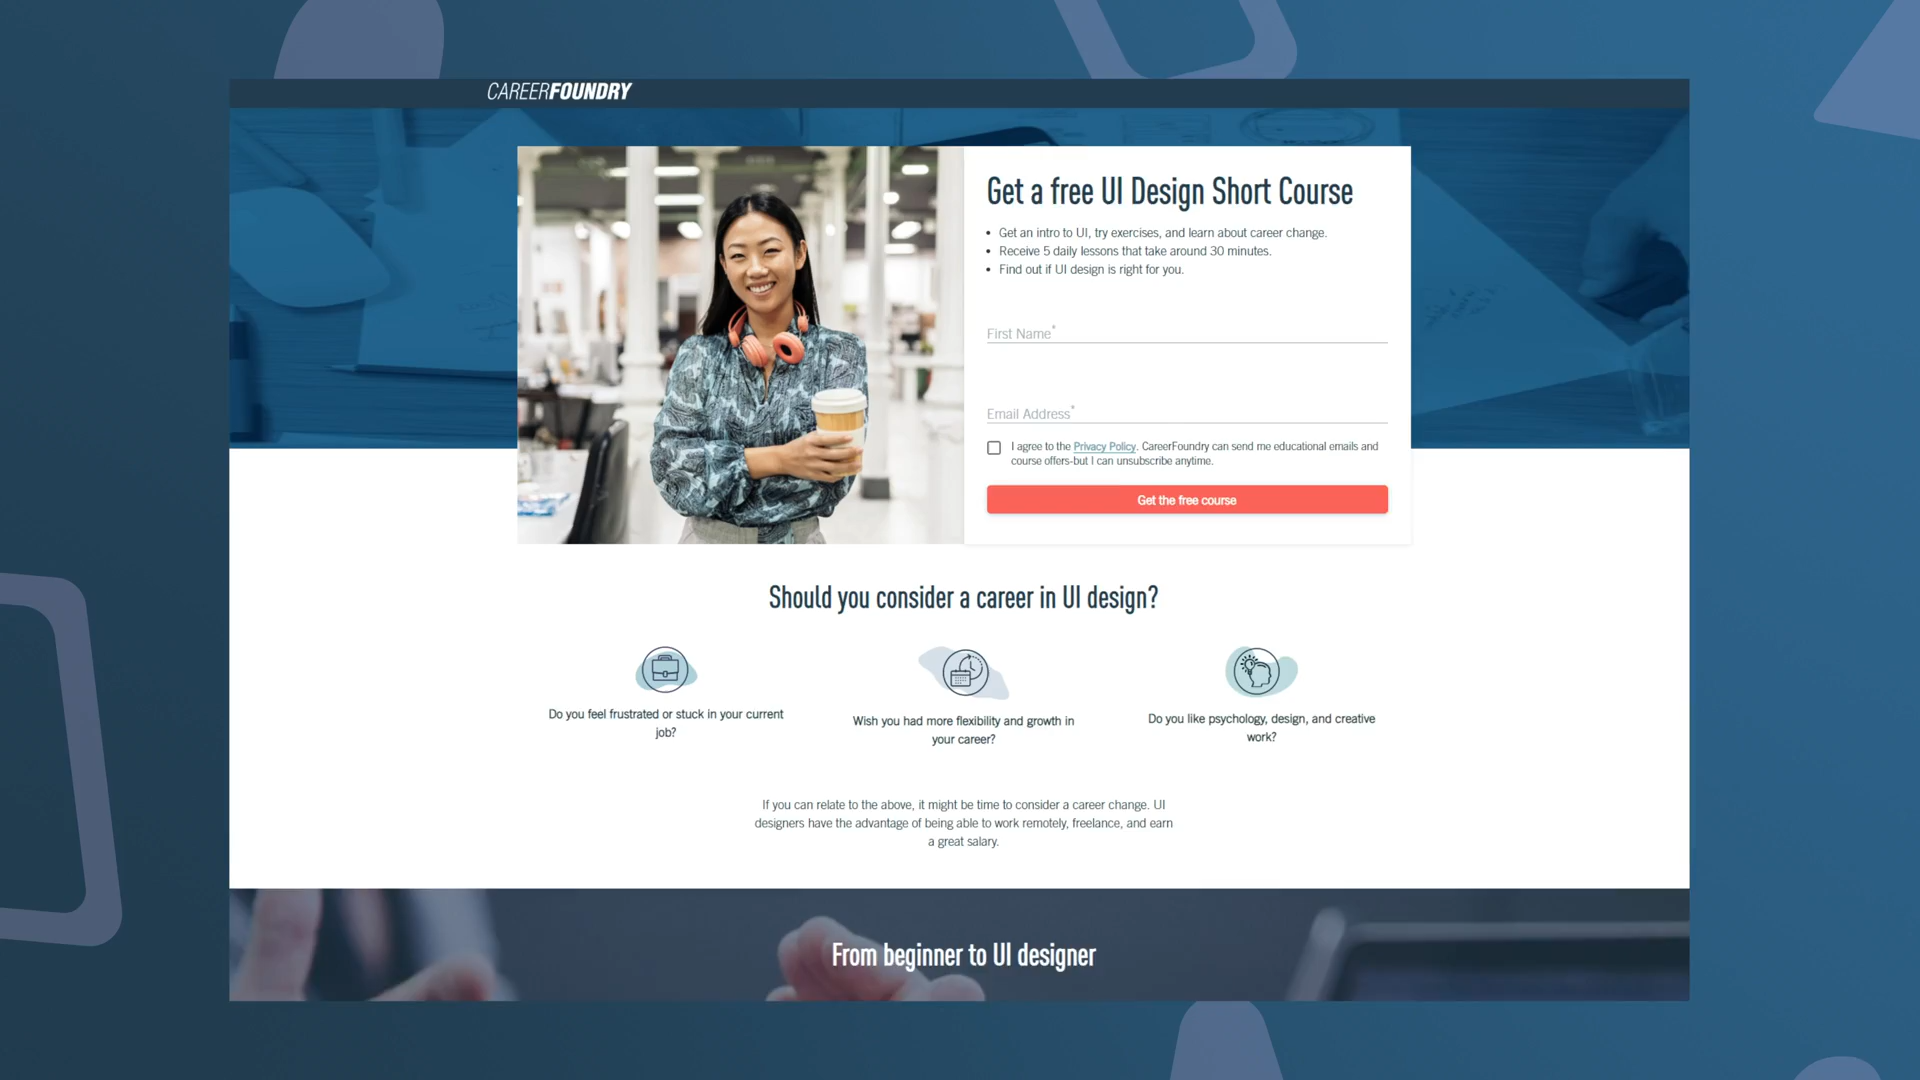 CAREERFOUNDRY
Get a free UI Design Short Course
• Get an intro to UI, try exercises, and learn about career change.
• Receive 5 daily lessons that take around 30 minutes.
• Find out if UI design is right for you.
First Name*
Email Address*
I agree to the Privacy Policy. CareerFoundry can send me educational emails and
course offers-but I can unsubscribe anytime.
Get the free course
Should you consider a career in UI design?
Do you feel frustrated or stuck in your current
job?
Wish you had more flexibility and growth in
your career?
Do you like psychology, design, and creative
work?
If you can relate to the above, it might be time to consider a career change. UI
designers have the advantage of being able to work remotely, freelance, and earn
a great salary.
From beginner to UI designer